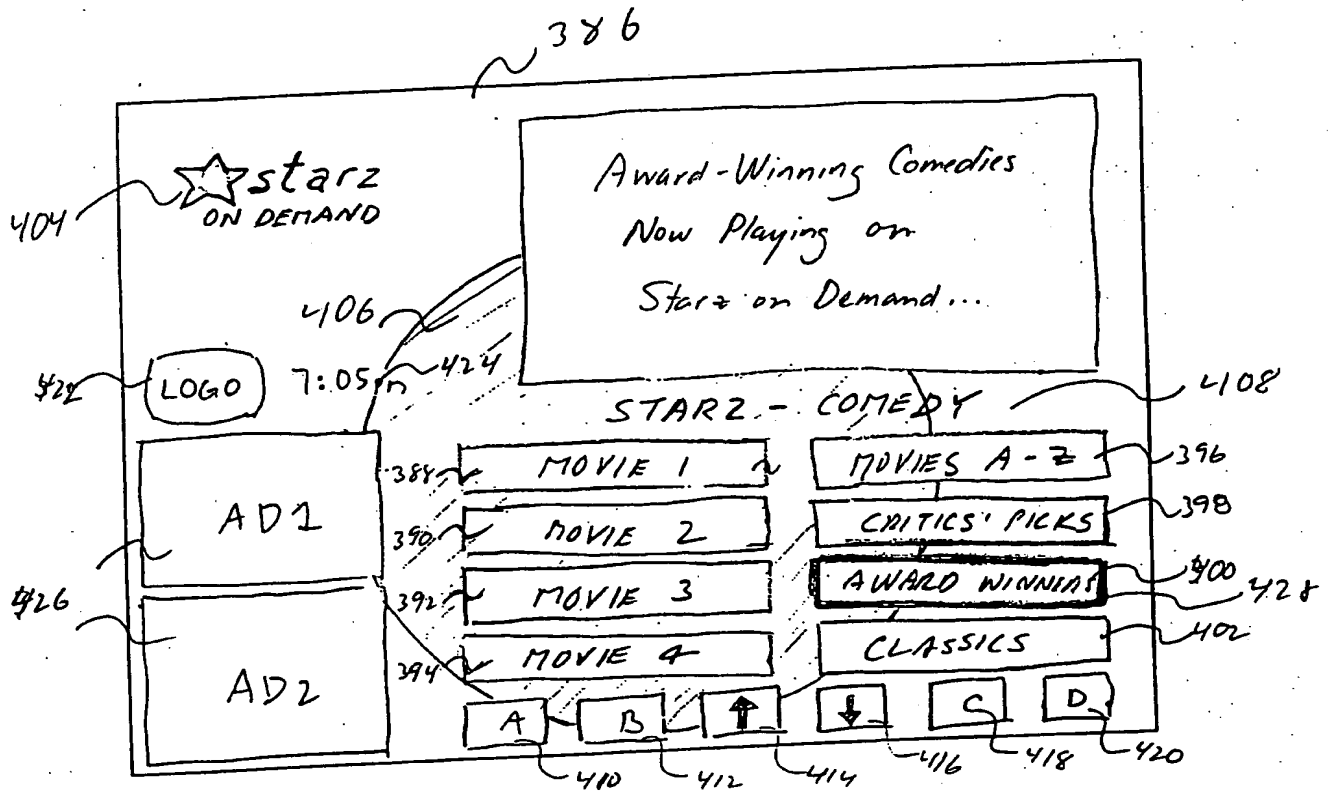 386
starz
ON DEMAND
404
Award-Winning Comedies
Now Playing on
Starz on Demand...
406
424
422
LOGO
7:05
STARZ - COMEDY
408
388
MOVIE 1
MOVIES A-Z
396
AD1
390
MOVIE 2
CRITICS' PICKS
398
426
392
MOVIE 3
AWARD WINNERS
400
428
AD2
394
MOVIE 4
CLASSICS
402
A
B
C
D
410
412
414
416
418
420